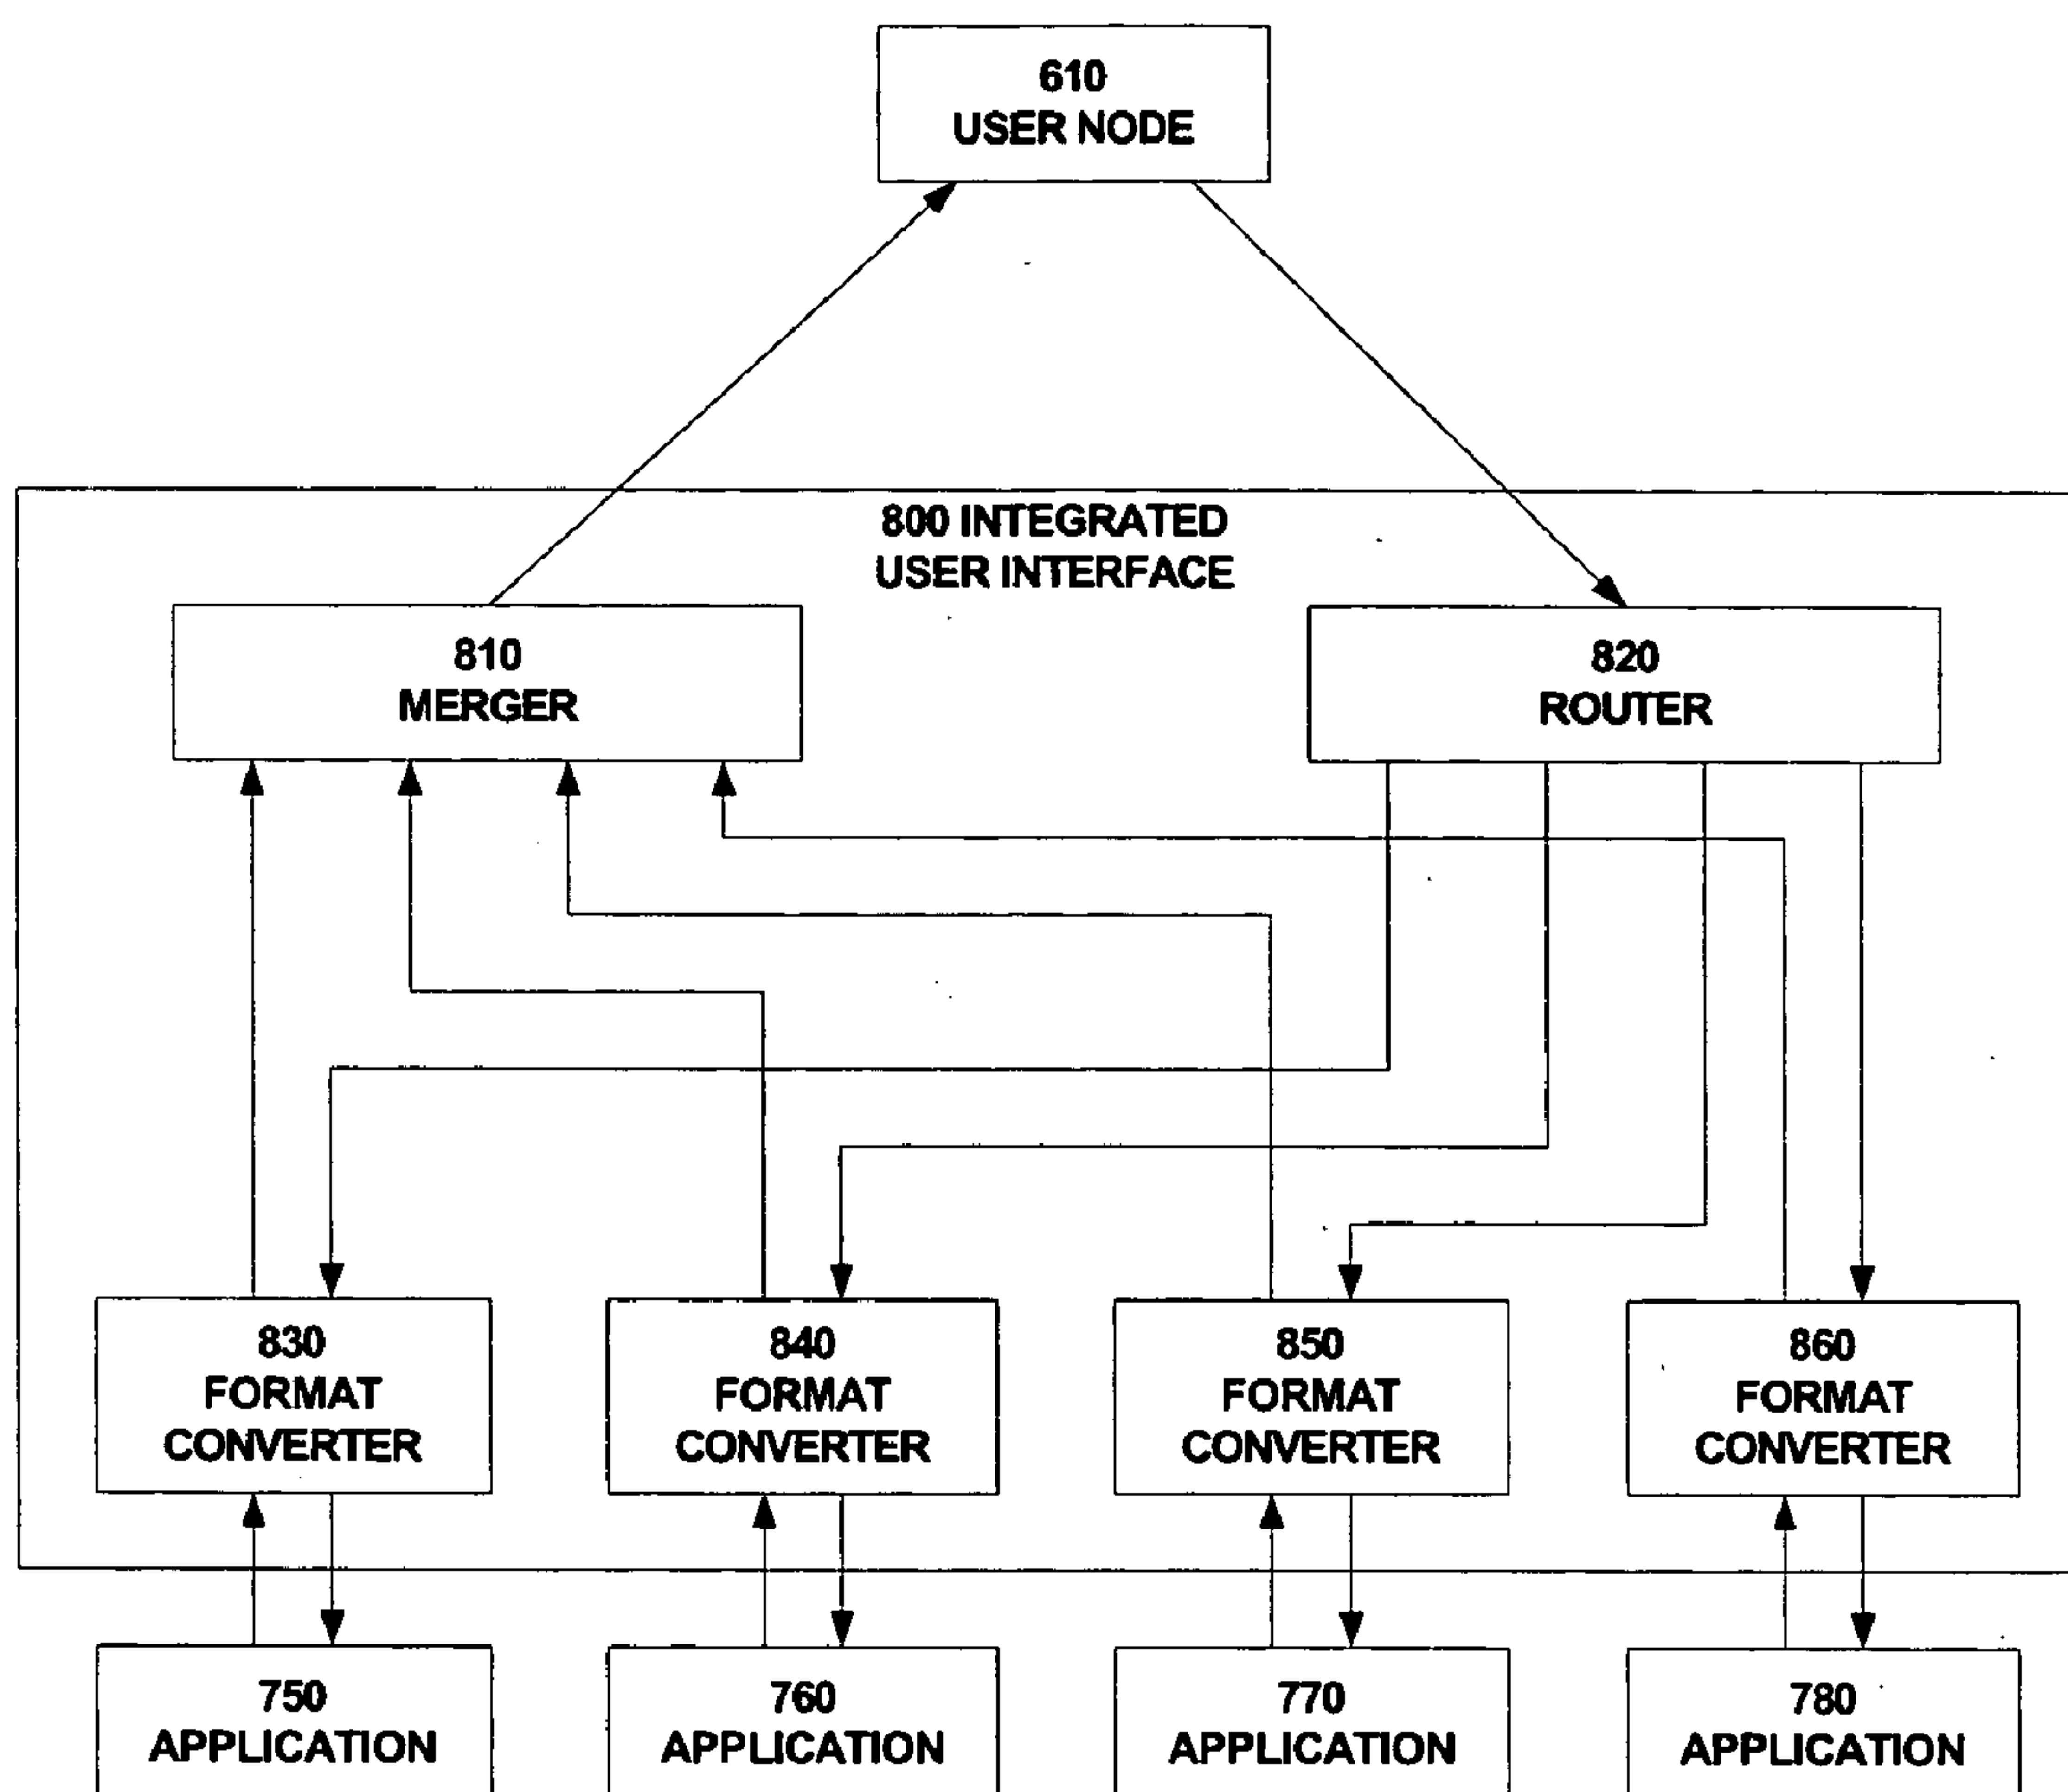 610
USER NODE
800 INTEGRATED
USER INTERFACE
810
MERGER
820
ROUTER
830
FORMAT
CONVERTER
840
FORMAT
CONVERTER
850
FORMAT
CONVERTER
860
FORMAT
CONVERTER
750
APPLICATION
760
APPLICATION
770
APPLICATION
780
APPLICATION